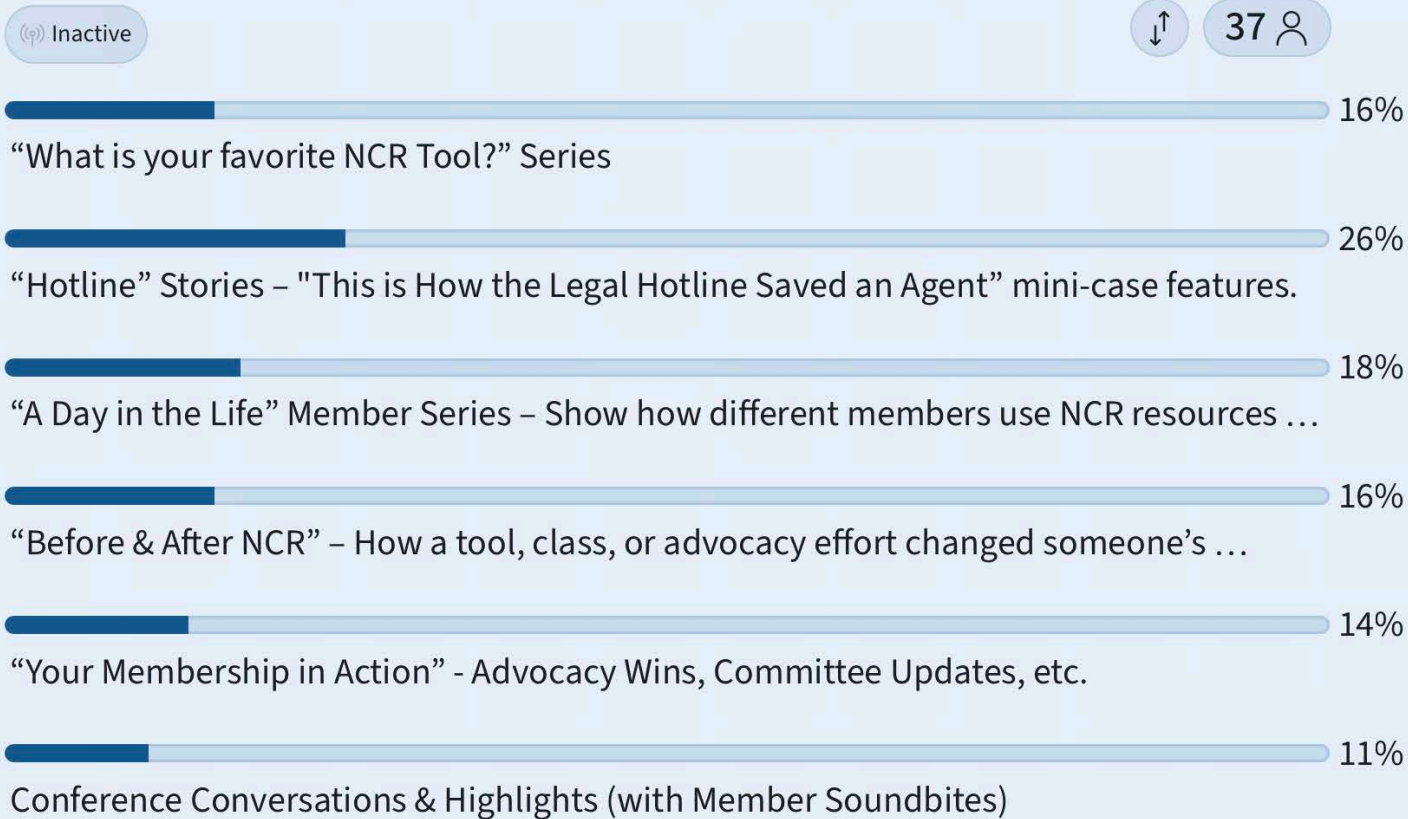 Inactive
37
16%
“What is your favorite NCR Tool?” Series
26%
“Hotline” Stories – "This is How the Legal Hotline Saved an Agent” mini-case features.
18%
“A Day in the Life” Member Series – Show how different members use NCR resources …
16%
“Before & After NCR” – How a tool, class, or advocacy effort changed someone’s …
14%
“Your Membership in Action” - Advocacy Wins, Committee Updates, etc.
11%
Conference Conversations & Highlights (with Member Soundbites)